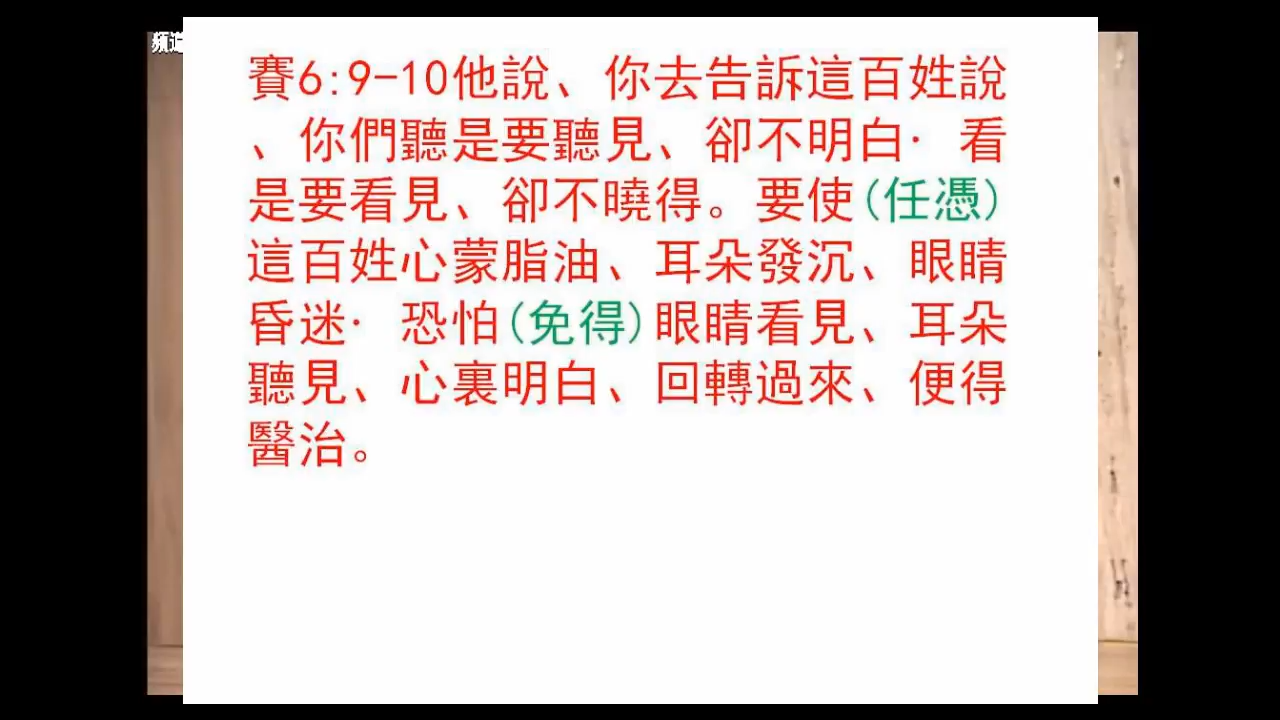 頻道
賽6:9-10他說、你去告訴這百姓說
、你們聽是要聽見、卻不明白· 看
是要看見、卻不曉得。要使(任憑)
這百姓心蒙脂油、耳朵發沉、眼睛
昏迷· 恐怕(免得)眼睛看見、耳朵
聽見、心裏明白、回轉過來、便得
醫治。